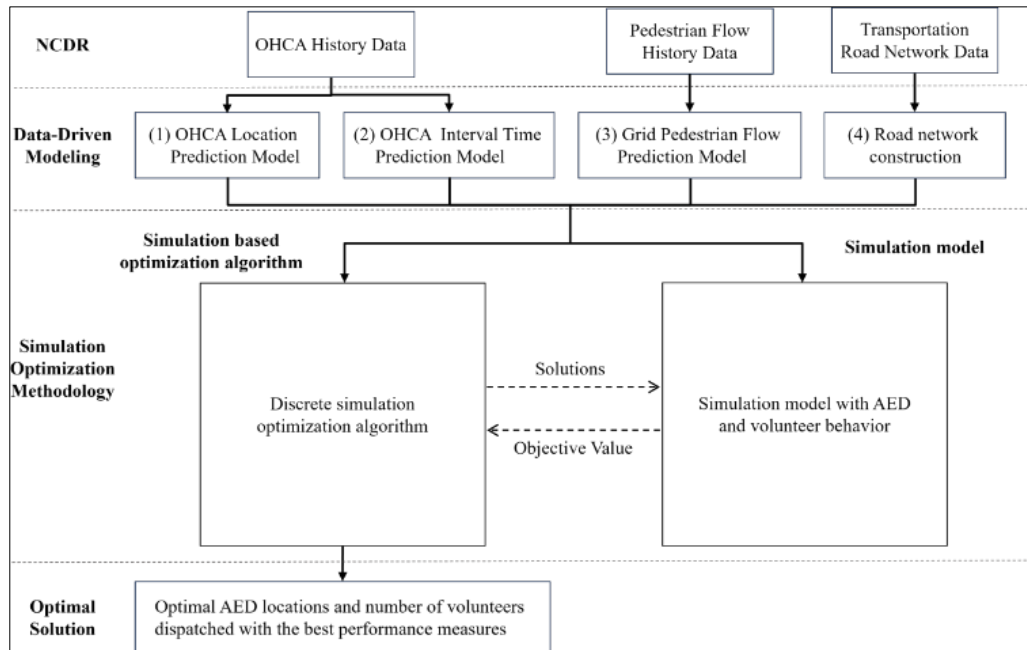 NCDR
OHCA History Data
Pedestrian Flow
History Data
Transportation
Road Network Data
Data-Driven
Modeling
(1) OHCA Location
Prediction Model
(2) OHCA Interval Time
Prediction Model
(3) Grid Pedestrian Flow
Prediction Model
(4) Road network
construction
Simulation based
optimization algorithm
Simulation model
Simulation
Optimization
Methodology
Discrete simulation
optimization algorithm
Solutions
Objective Value
Simulation model with AED
and volunteer behavior
Optimal
Solution
Optimal AED locations and number of volunteers
dispatched with the best performance measures